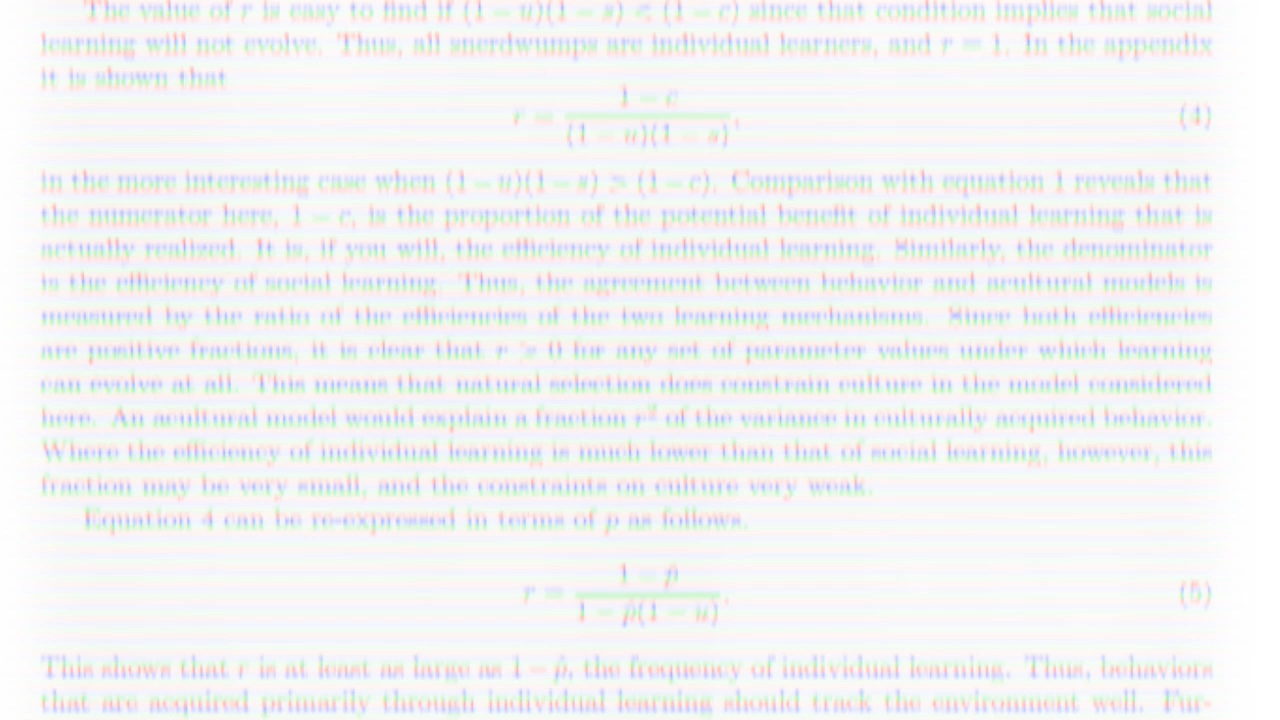 The value of r is easy to find if (1 − u)(1 − s) < (1 − c) since that condition implies that social
learning will not evolve. Thus, all snerdwumps are individual learners, and r = 1. In the appendix
it is shown that
r = (1 − c) / ((1 − u)(1 − s)), (4)
in the more interesting case when (1 − u)(1 − s) > (1 − c). Comparison with equation 1 reveals that
the numerator here, 1 − c, is the proportion of the potential benefit of individual learning that is
actually realized. It is, if you will, the efficiency of individual learning. Similarly, the denominator
is the efficiency of social learning. Thus, the agreement between behavior and acultural models is
measured by the ratio of the efficiencies of the two learning mechanisms. Since both efficiencies
are positive fractions, it is clear that r > 0 for any set of parameter values under which learning
can evolve at all. This means that natural selection does constrain culture in the model considered
here. An acultural model would explain a fraction r² of the variance in culturally acquired behavior.
Where the efficiency of individual learning is much lower than that of social learning, however, this
fraction may be very small, and the constraints on culture very weak.
Equation 4 can be re-expressed in terms of p as follows.
r = (1 − p̂) / (1 − p̂(1 − u)). (5)
This shows that r is at least as large as 1 − p̂, the frequency of individual learning. Thus, behaviors
that are acquired primarily through individual learning should track the environment well. Fur-